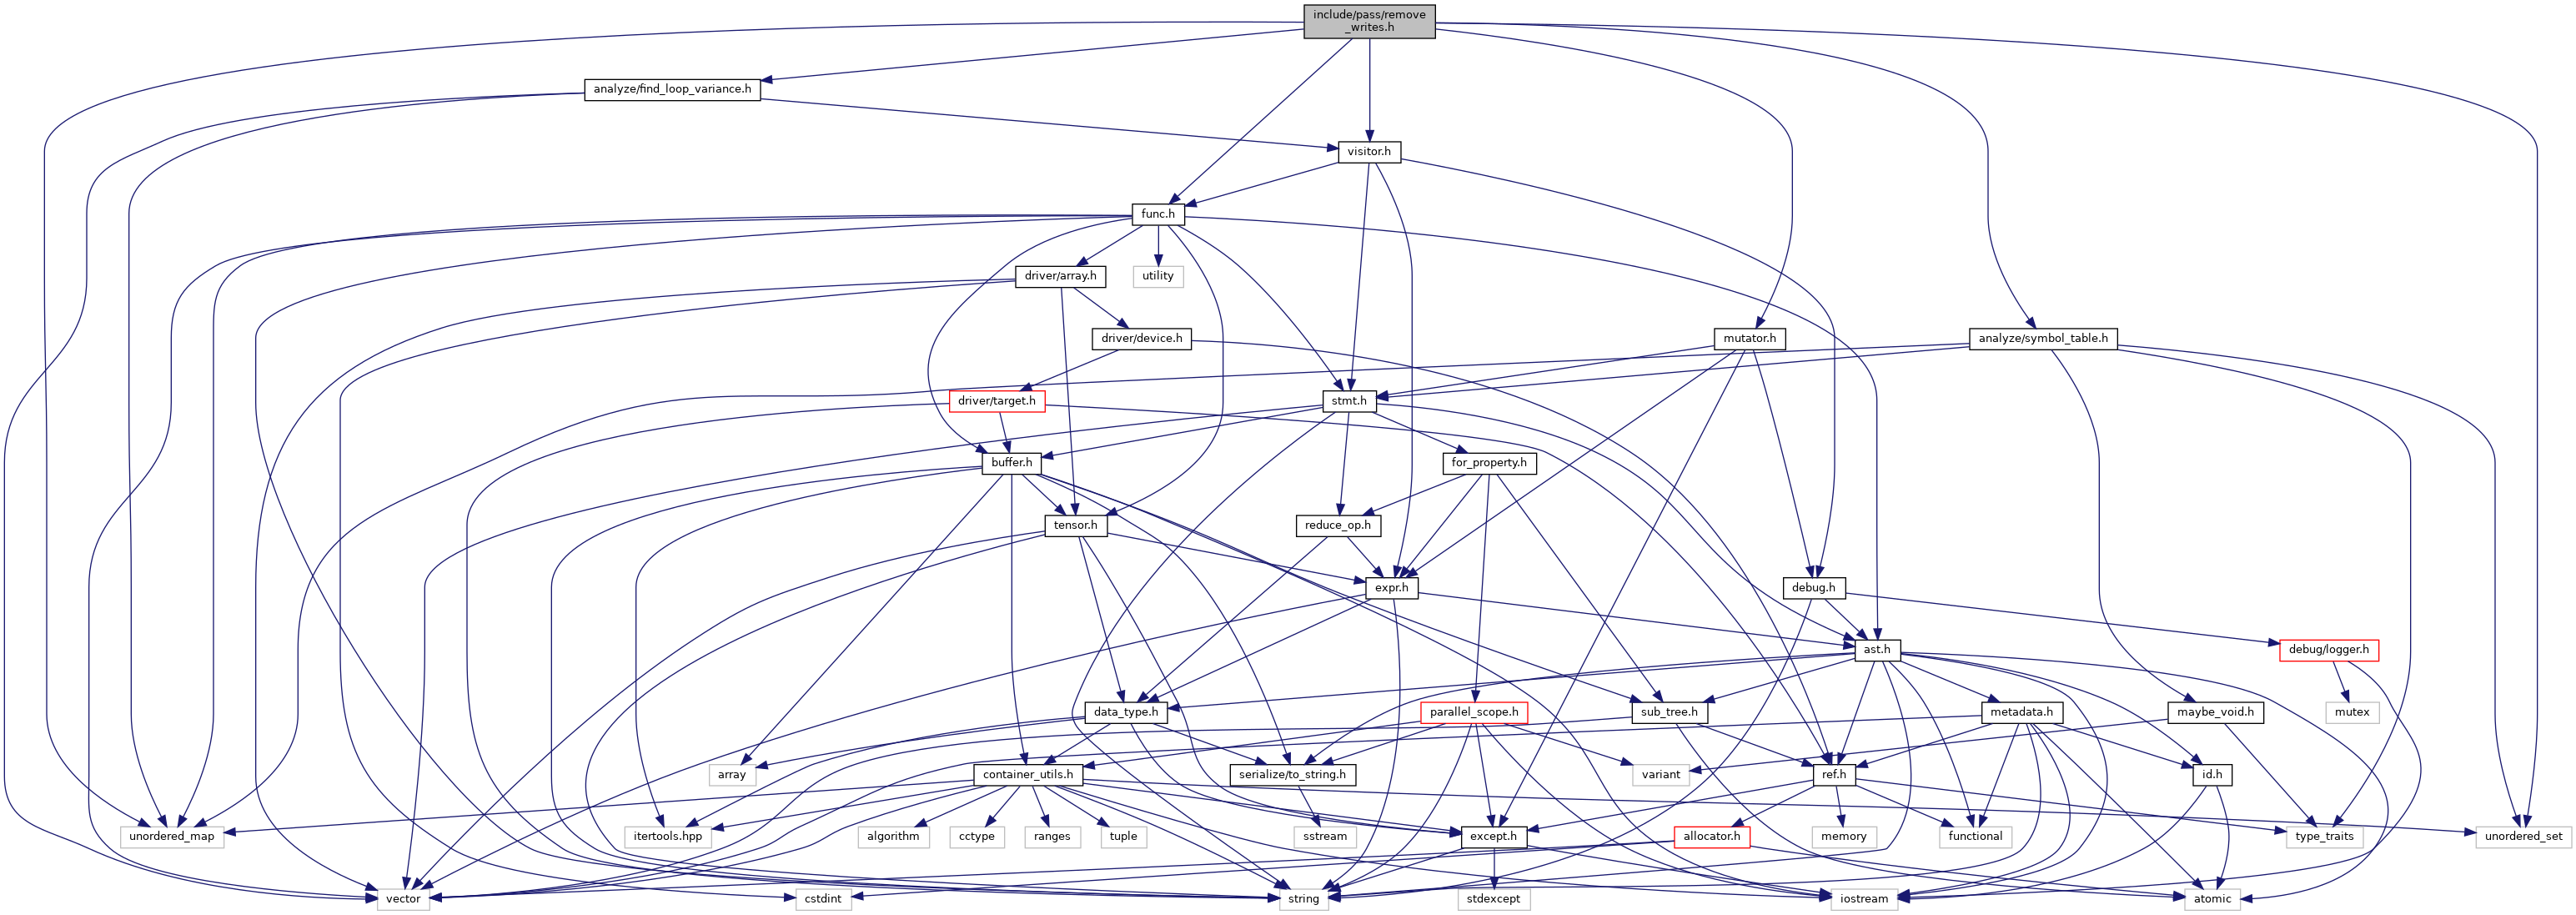 include/pass/remove
_writes.h
analyze/find_loop_variance.h
visitor.h
func.h
driver/array.h
utility
driver/device.h
mutator.h
analyze/symbol_table.h
driver/target.h
stmt.h
buffer.h
for_property.h
tensor.h
reduce_op.h
expr.h
debug.h
ast.h
debug/logger.h
data_type.h
parallel_scope.h
sub_tree.h
metadata.h
maybe_void.h
mutex
array
container_utils.h
serialize/to_string.h
variant
ref.h
id.h
unordered_map
itertools.hpp
algorithm
cctype
ranges
tuple
sstream
except.h
allocator.h
memory
functional
type_traits
unordered_set
vector
cstdint
string
stdexcept
iostream
atomic